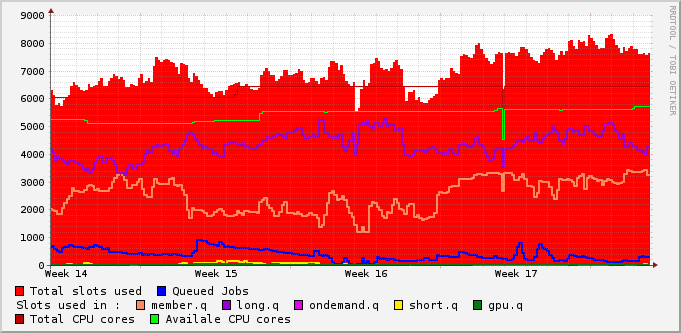 9000
8000
7000
6000
5000
4000
3000
2000
1000
0
Week 14 Week 15 Week 16 Week 17
RRDTOOL / TOBI OETIKER
Total slots used Queued Jobs
Slots used in : member.q long.q ondemand.q short.q gpu.q
Total CPU cores Availale CPU cores